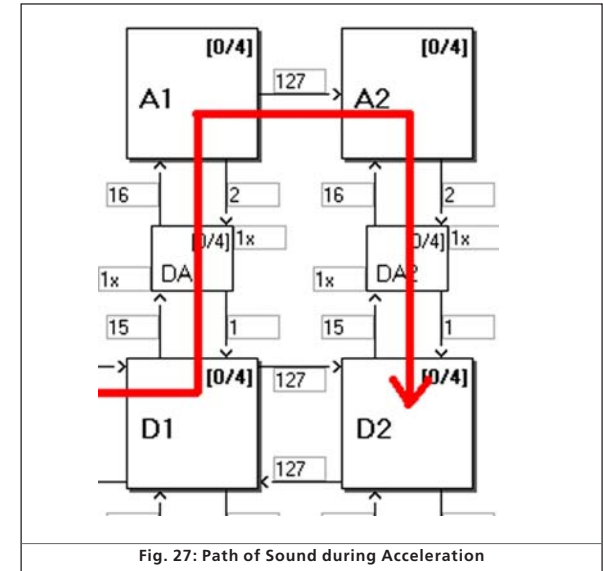 [0/4] [0/4]
A1 127 A2
16 2 16 2
[0/4] 1x [0/4] 1x
1x DA 1x DA2
15 1 15 1
[0/4] 127 [0/4]
D1 D2
127
Fig. 27: Path of Sound during Acceleration